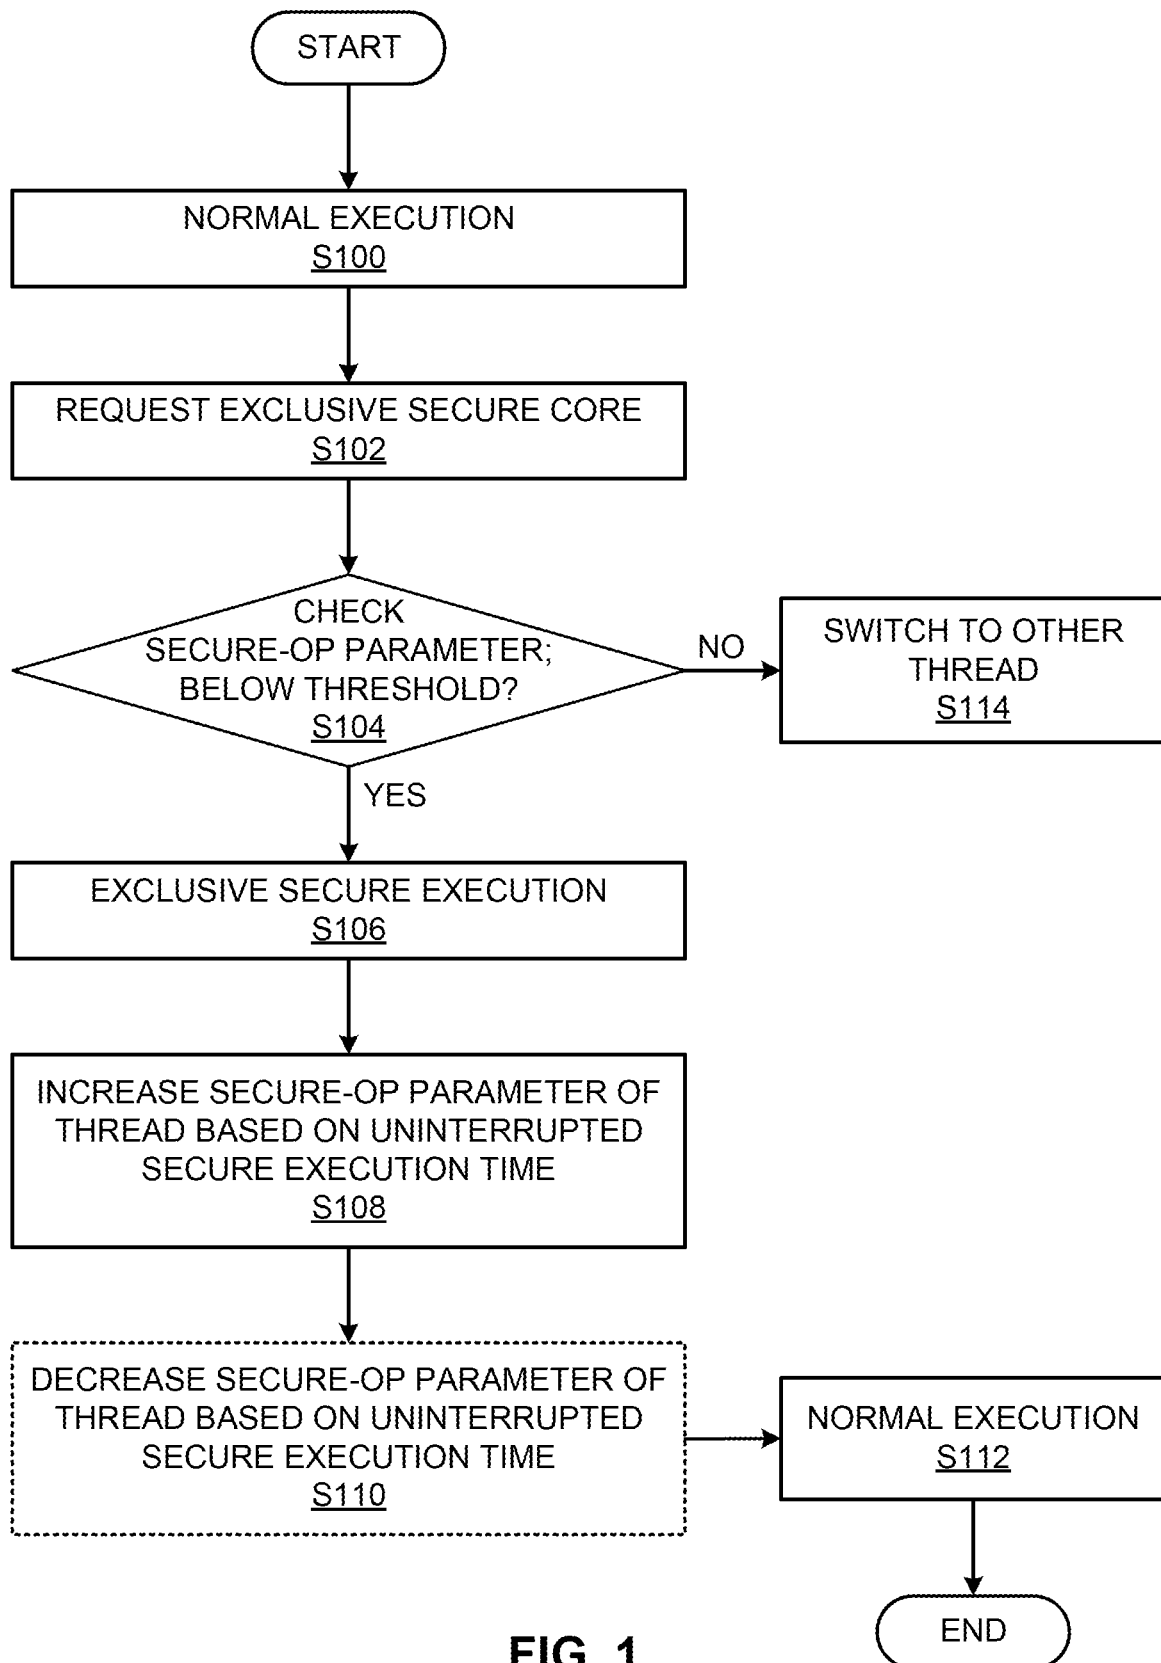 START
NORMAL EXECUTION
S100
REQUEST EXCLUSIVE SECURE CORE
S102
CHECK
SECURE-OP PARAMETER;
BELOW THRESHOLD?
S104
NO
SWITCH TO OTHER
THREAD
S114
YES
EXCLUSIVE SECURE EXECUTION
S106
INCREASE SECURE-OP PARAMETER OF
THREAD BASED ON UNINTERRUPTED
SECURE EXECUTION TIME
S108
DECREASE SECURE-OP PARAMETER OF
THREAD BASED ON UNINTERRUPTED
SECURE EXECUTION TIME
S110
NORMAL EXECUTION
S112
END
FIG. 1